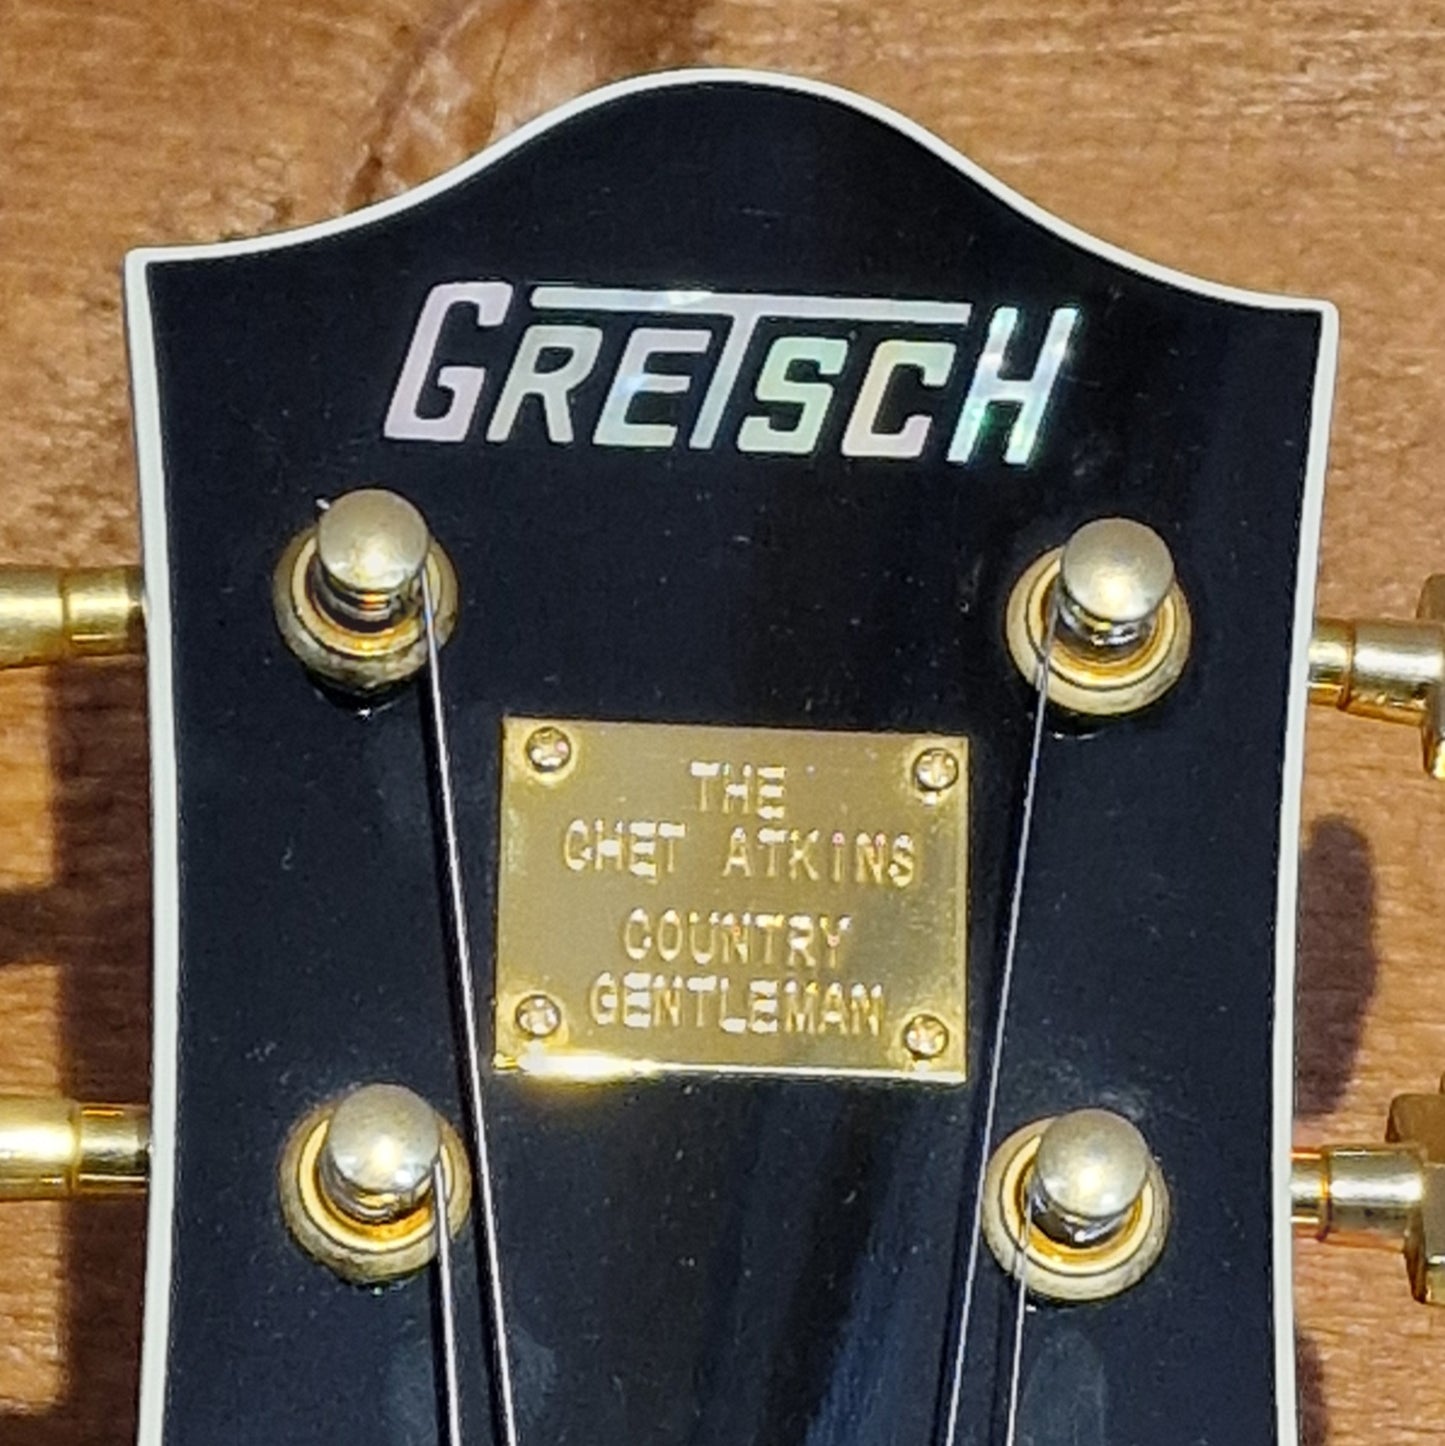 GRETSCH
THE
CHET ATKINS
COUNTRY
GENTLEMAN